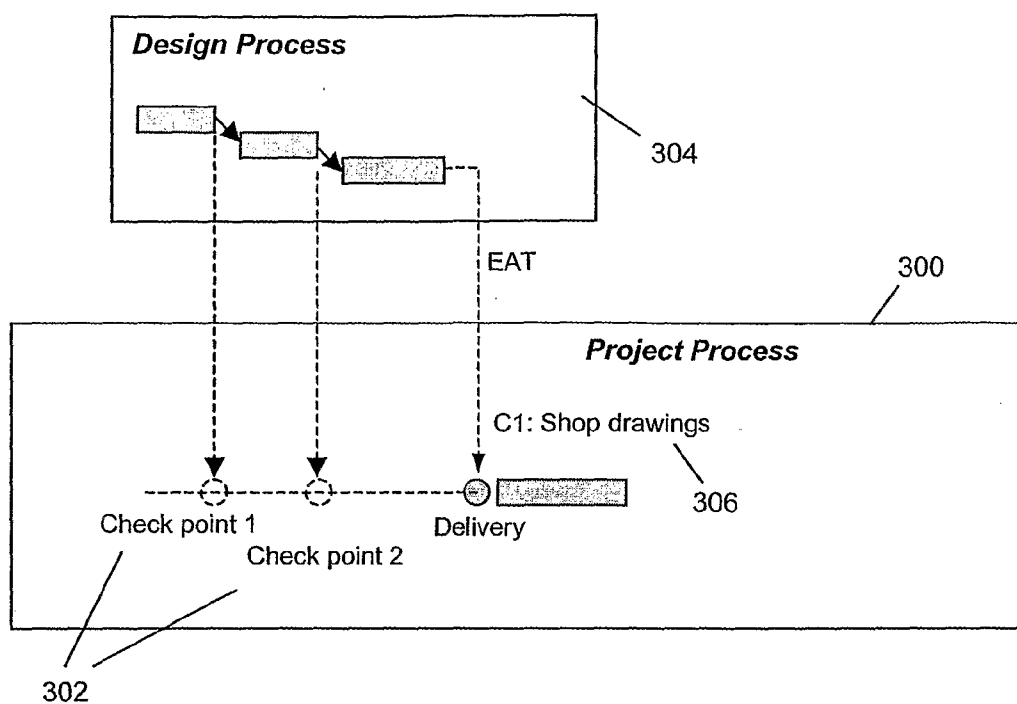 Design Process
304
EAT
300
Project Process
C1: Shop drawings
306
Check point 1
Delivery
Check point 2
302